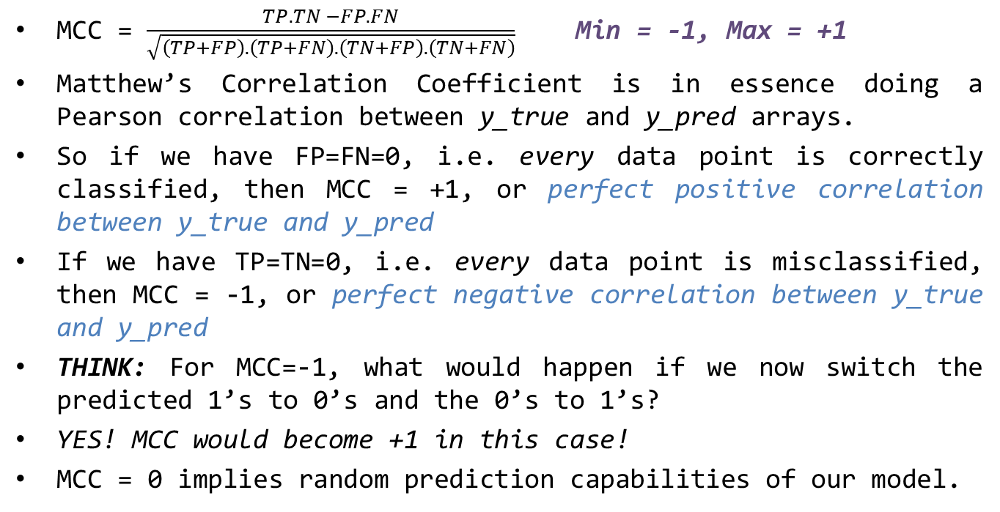 • MCC = TP.TN −FP.FN / √(TP+FP).(TP+FN).(TN+FP).(TN+FN) Min = -1, Max = +1
• Matthew’s Correlation Coefficient is in essence doing a
Pearson correlation between y_true and y_pred arrays.
• So if we have FP=FN=0, i.e. every data point is correctly
classified, then MCC = +1, or perfect positive correlation
between y_true and y_pred
• If we have TP=TN=0, i.e. every data point is misclassified,
then MCC = -1, or perfect negative correlation between y_true
and y_pred
• THINK: For MCC=-1, what would happen if we now switch the
predicted 1’s to 0’s and the 0’s to 1’s?
• YES! MCC would become +1 in this case!
• MCC = 0 implies random prediction capabilities of our model.